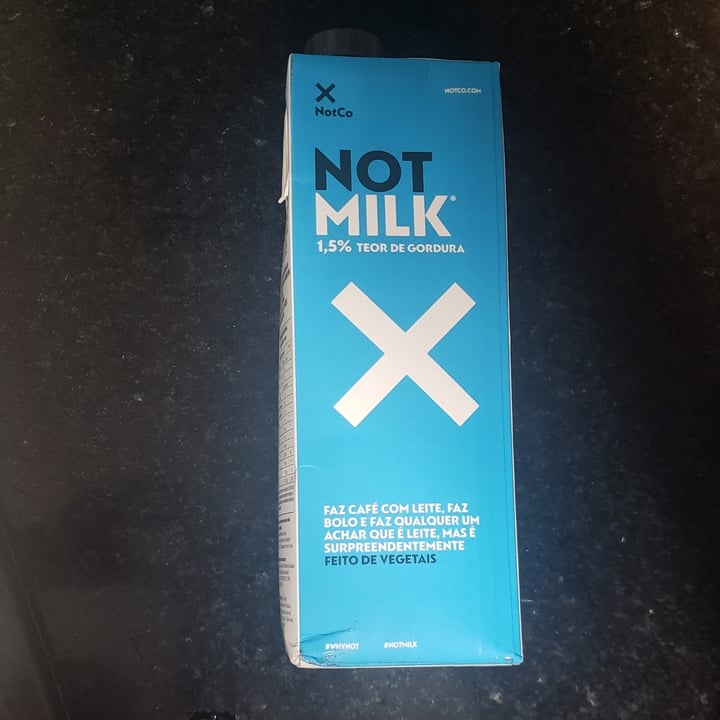 NotCo
NOTCO.COM
NOT
MILK®
1,5% TEOR DE GORDURA
FAZ CAFÉ COM LEITE, FAZ
BOLO E FAZ QUALQUER UM
ACHAR QUE É LEITE, MAS É
SURPREENDENTEMENTE
FEITO DE VEGETAIS
#WHYNOT #NOTMILK